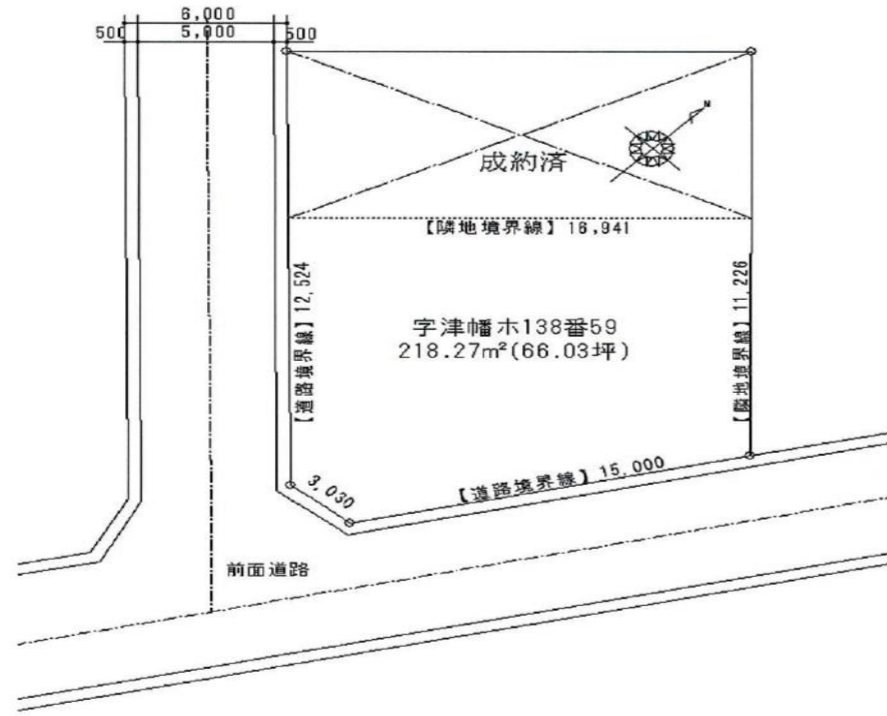 6,000
500 5,000 500
N
成約済
【隣地境界線】16,941
【道路境界線】12,524
【隣地境界線】11,226
字津幡ホ138番59
218.27m²(66.03坪)
3,030
【道路境界線】15,000
前面道路